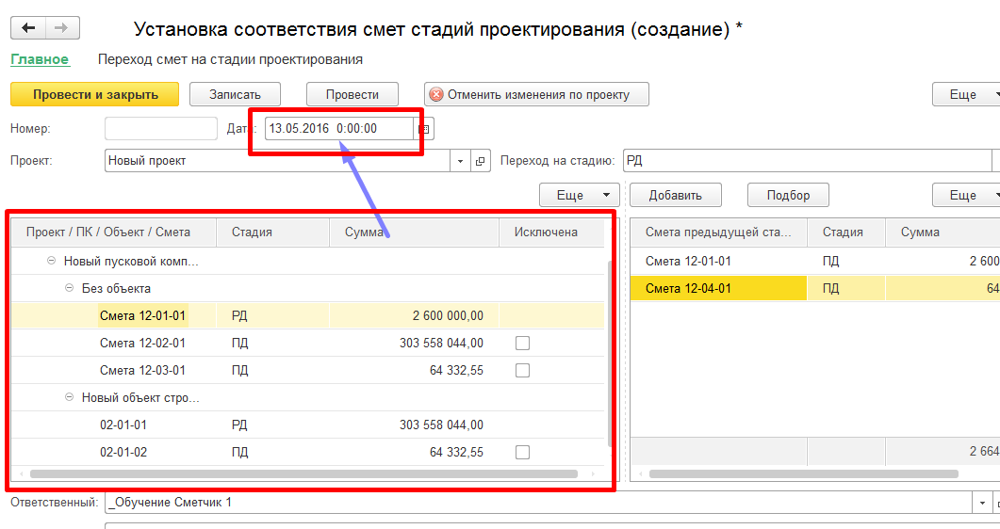 Установка соответствия смет стадий проектирования (создание) *
Главное Переход смет на стадии проектирования
Провести и закрыть Записать Провести Отменить изменения по проекту Еще
Номер: Дата: 13.05.2016 0:00:00
Проект: Новый проект Переход на стадию: РД
Еще Добавить Подбор Еще
Проект / ПК / Объект / Смета Стадия Сумма Исключена Смета предыдущей ста... Стадия Сумма
Новый пусковой комп... Смета 12-01-01 ПД 2 600
Без объекта Смета 12-04-01 ПД 64
Смета 12-01-01 РД 2 600 000,00
Смета 12-02-01 ПД 303 558 044,00
Смета 12-03-01 ПД 64 332,55
Новый объект стро...
02-01-01 РД 303 558 044,00
02-01-02 ПД 64 332,55 2 664
Ответственный: _Обучение Сметчик 1